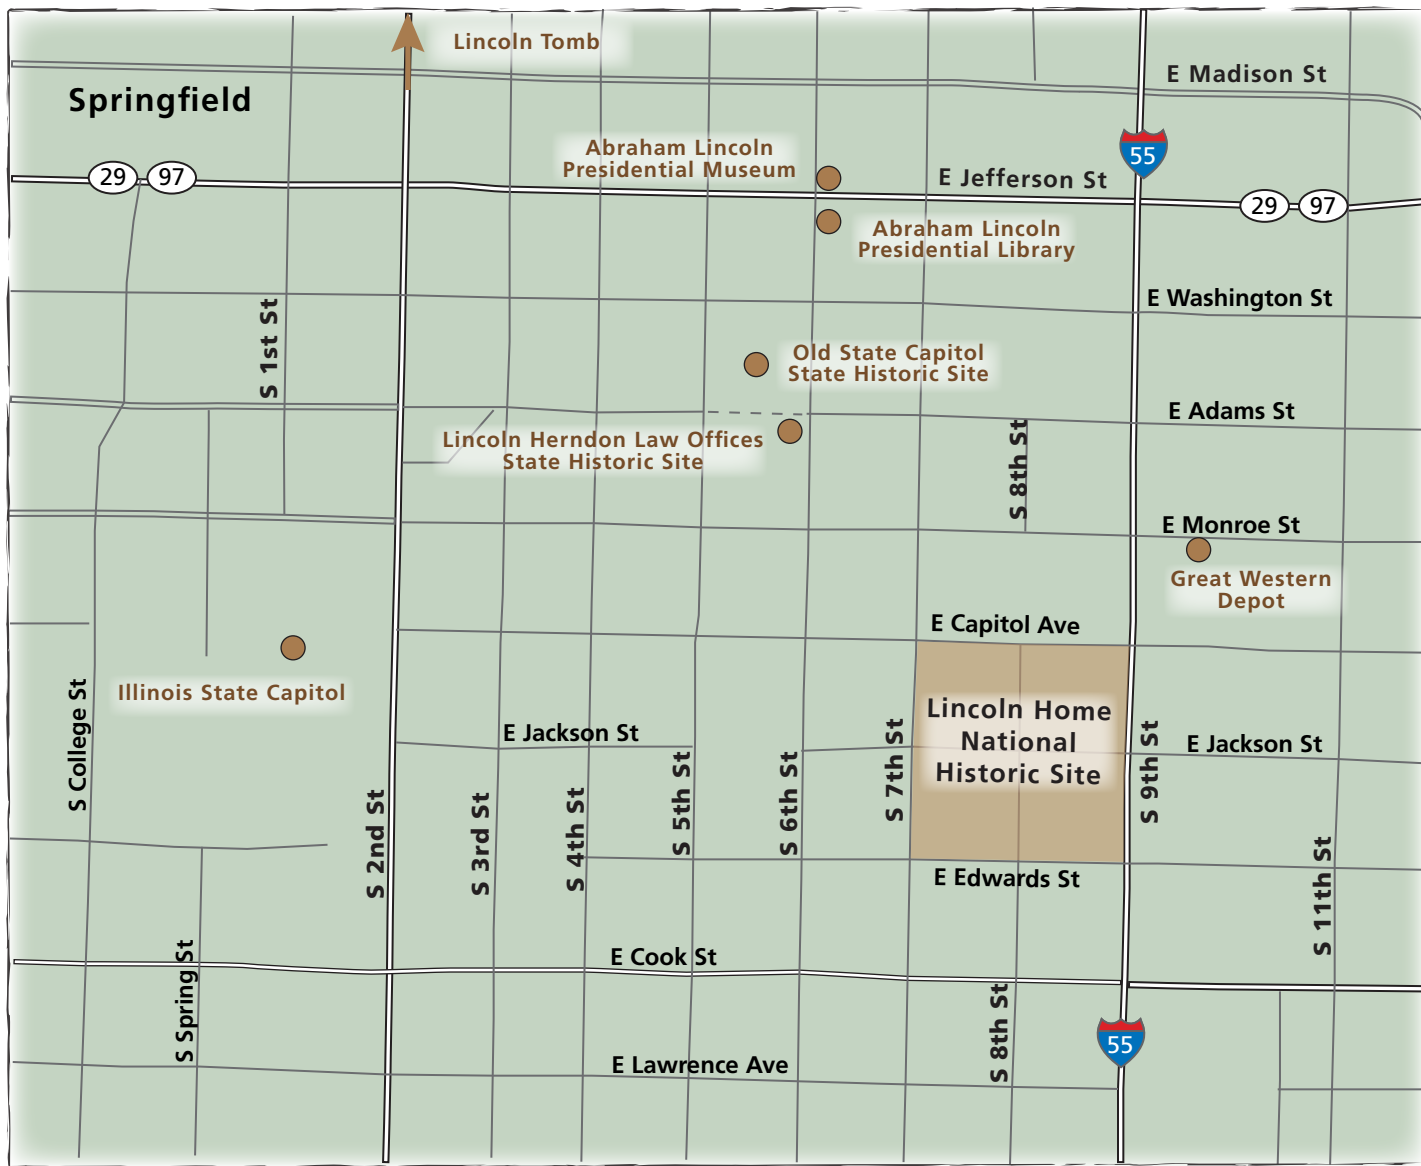 Lincoln Tomb
E Madison St
Springfield
55
Abraham Lincoln
Presidential Museum
29
97
E Jefferson St
29
97
Abraham Lincoln
Presidential Library
E Washington St
S 1st St
Old State Capitol
State Historic Site
E Adams St
Lincoln Herndon Law Offices
State Historic Site
S 8th St
E Monroe St
Great Western
Depot
E Capitol Ave
Illinois State Capitol
S College St
Lincoln Home
National
Historic Site
E Jackson St
E Jackson St
S 2nd St
S 3rd St
S 4th St
S 5th St
S 6th St
S 7th St
S 9th St
S 11th St
E Edwards St
E Cook St
S Spring St
S 8th St
55
E Lawrence Ave